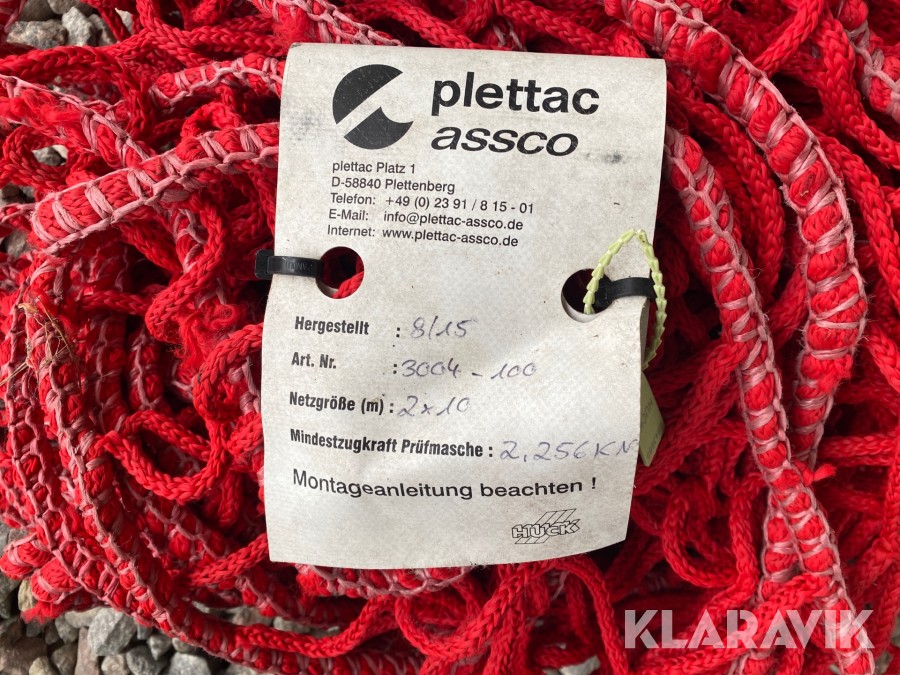 plettac
assco
plettac Platz 1
D-58840 Plettenberg
Telefon: +49 (0) 23 91 / 8 15 - 01
E-Mail: info@plettac-assco.de
Internet: www.plettac-assco.de
Hergestellt : 8/15
Art. Nr. : 3004-100
Netzgröße (m) : 2x10
Mindestzugkraft Prüfmasche : 2,256KN
Montageanleitung beachten !
HUCK
KLARAVIK